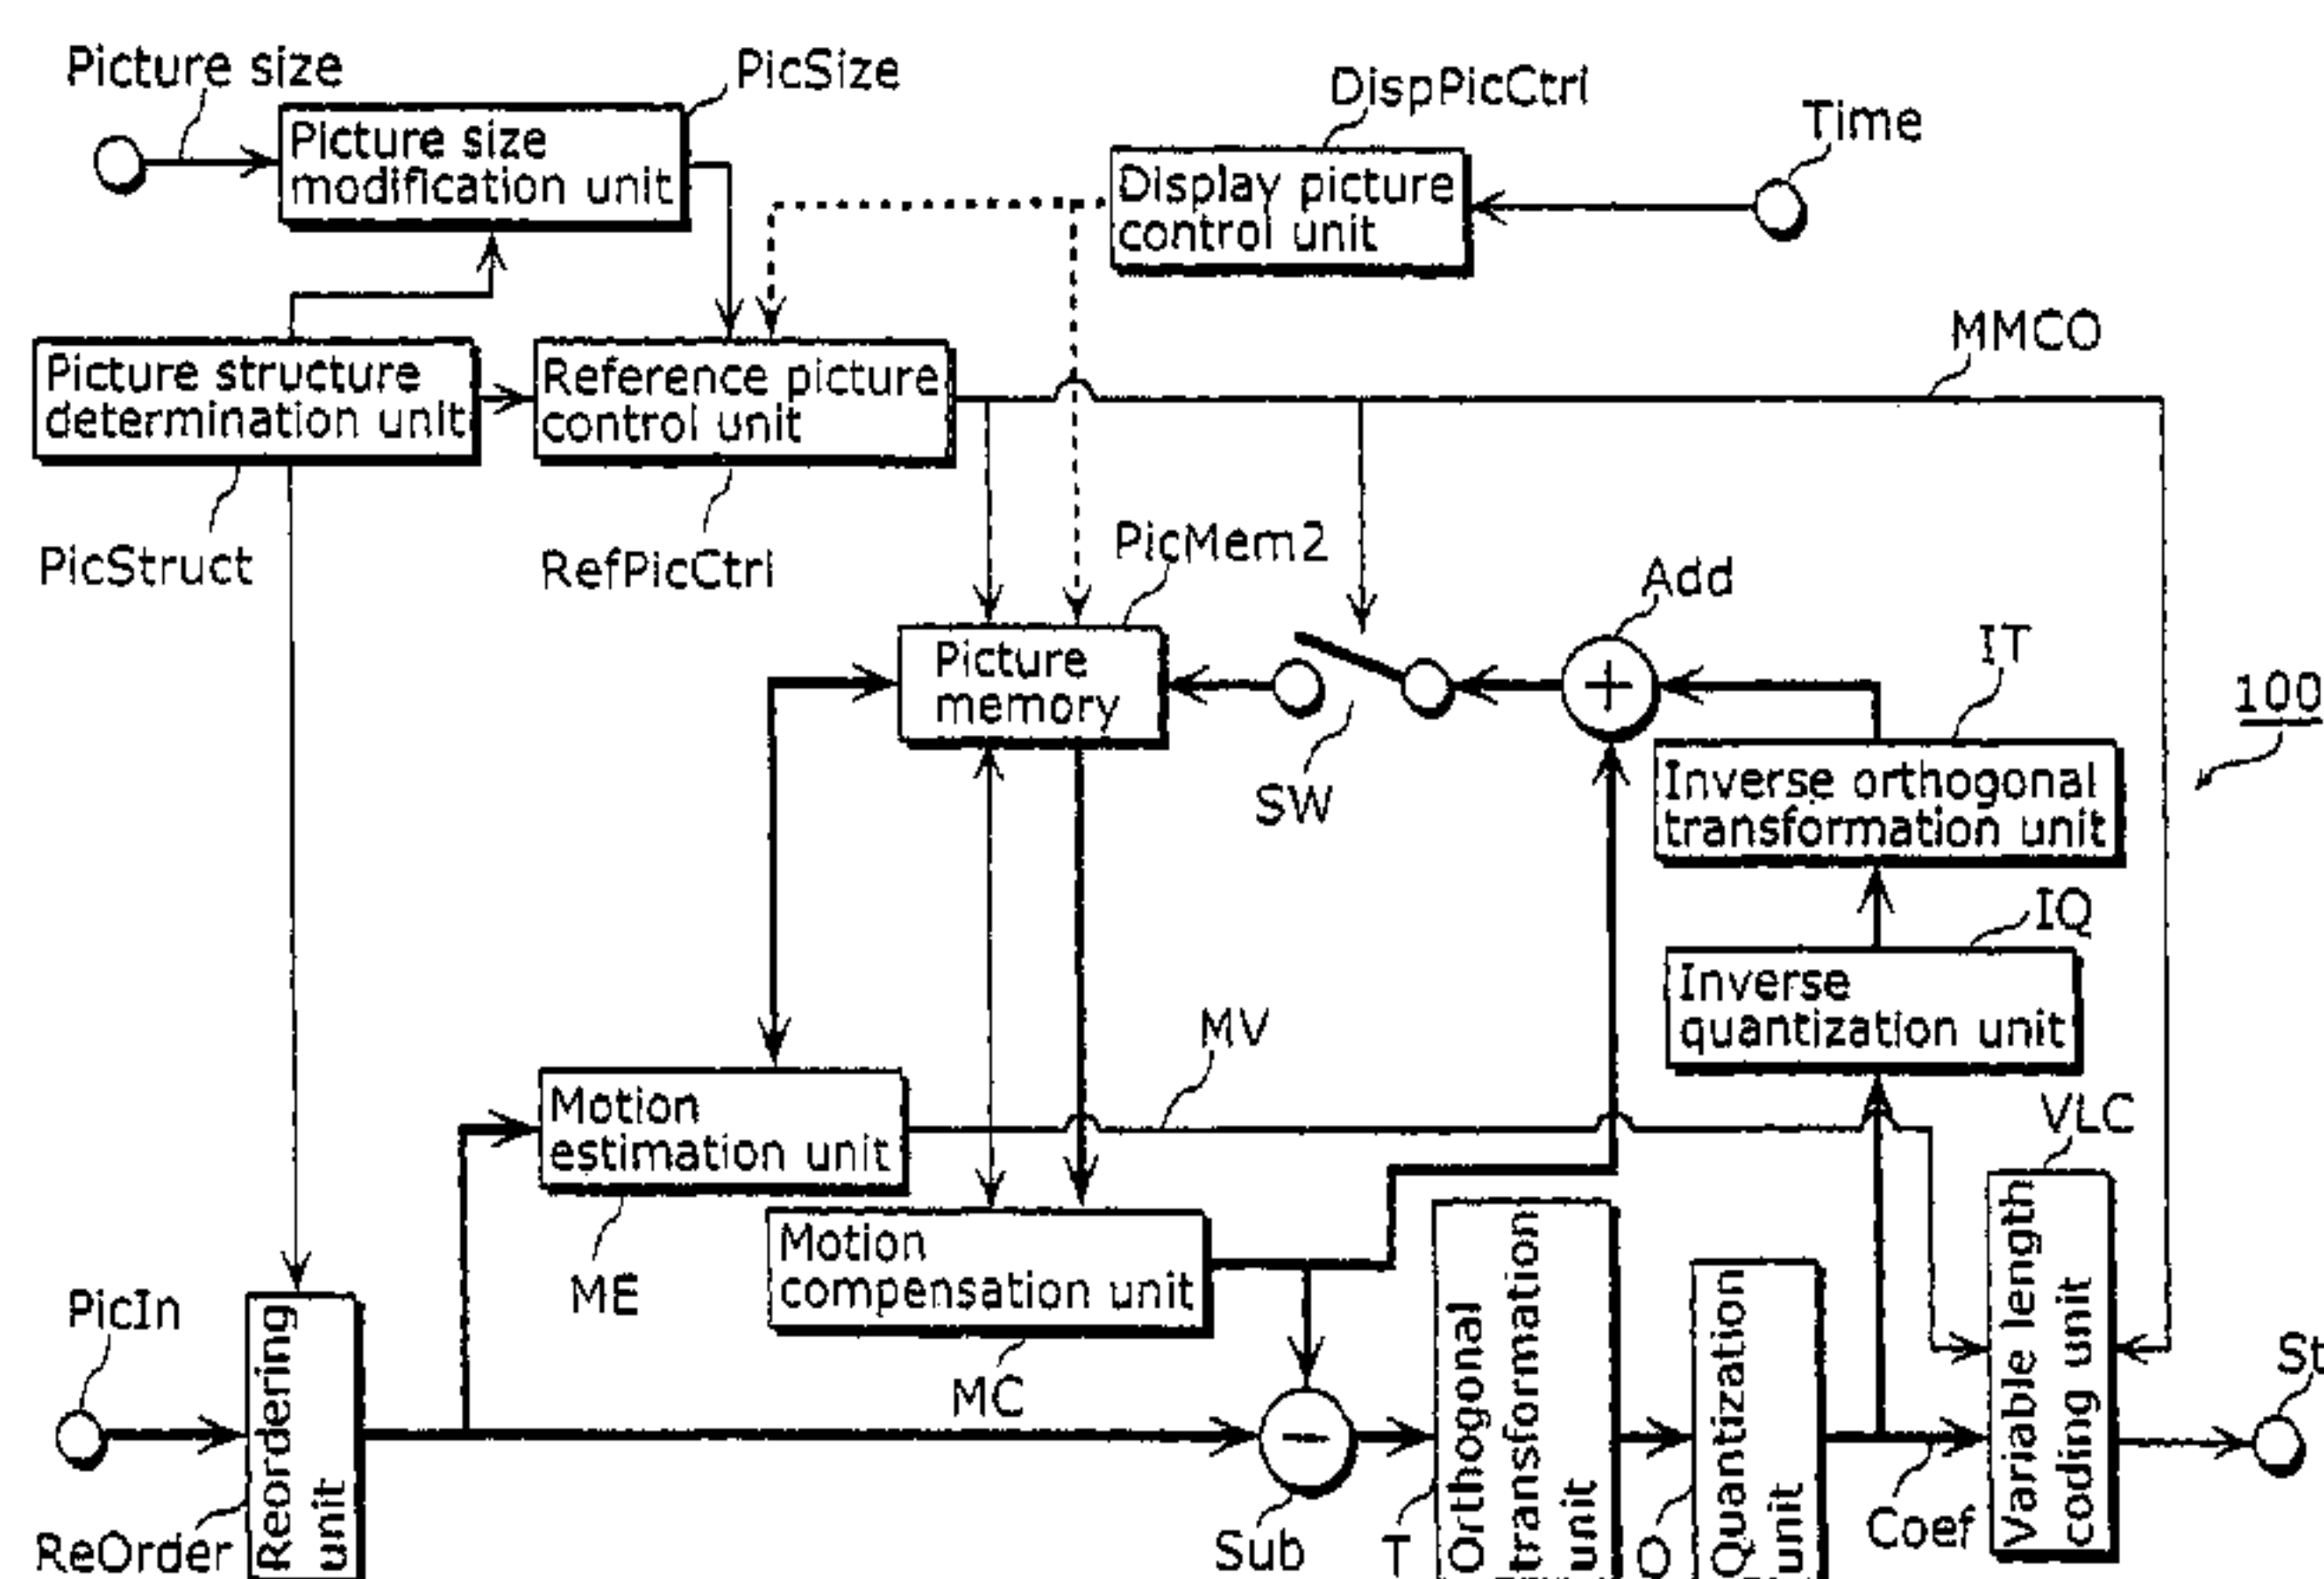 Picture size
PicSize
DispPicCtrl
Time
Picture size
modification unit
Display picture
control unit
MMCO
Picture structure
determination unit
Reference picture
control unit
PicStruct
RefPicCtrl
PicMem2
Add
IT
100
Picture
memory
SW
Inverse orthogonal
transformation unit
IQ
Inverse
quantization unit
MV
VLC
Motion
estimation unit
ME
Motion
compensation unit
MC
PicIn
Reordering
unit
ReOrder
Sub
T
Orthogonal
transformation
unit
Quantization
unit
Coef
Variable length
coding unit